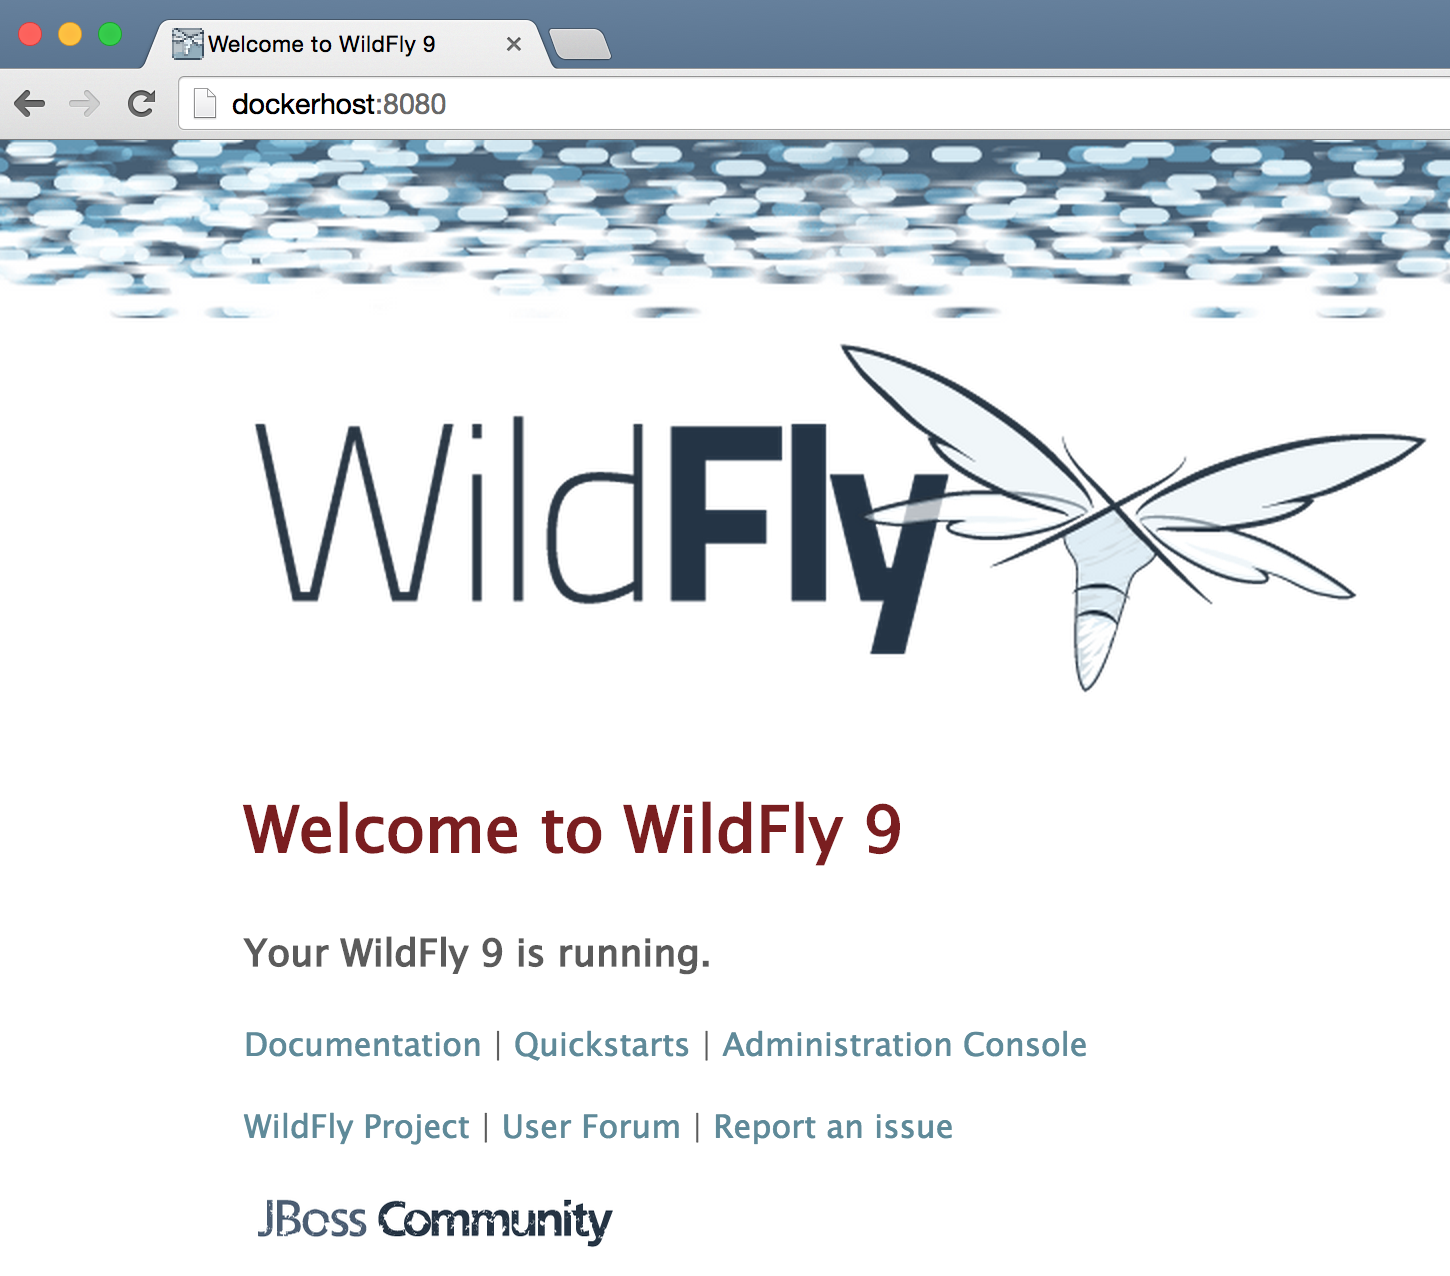 Welcome to WildFly 9
dockerhost:8080
WildFly
Welcome to WildFly 9
Your WildFly 9 is running.
Documentation | Quickstarts | Administration Console
WildFly Project | User Forum | Report an issue
JBoss Community